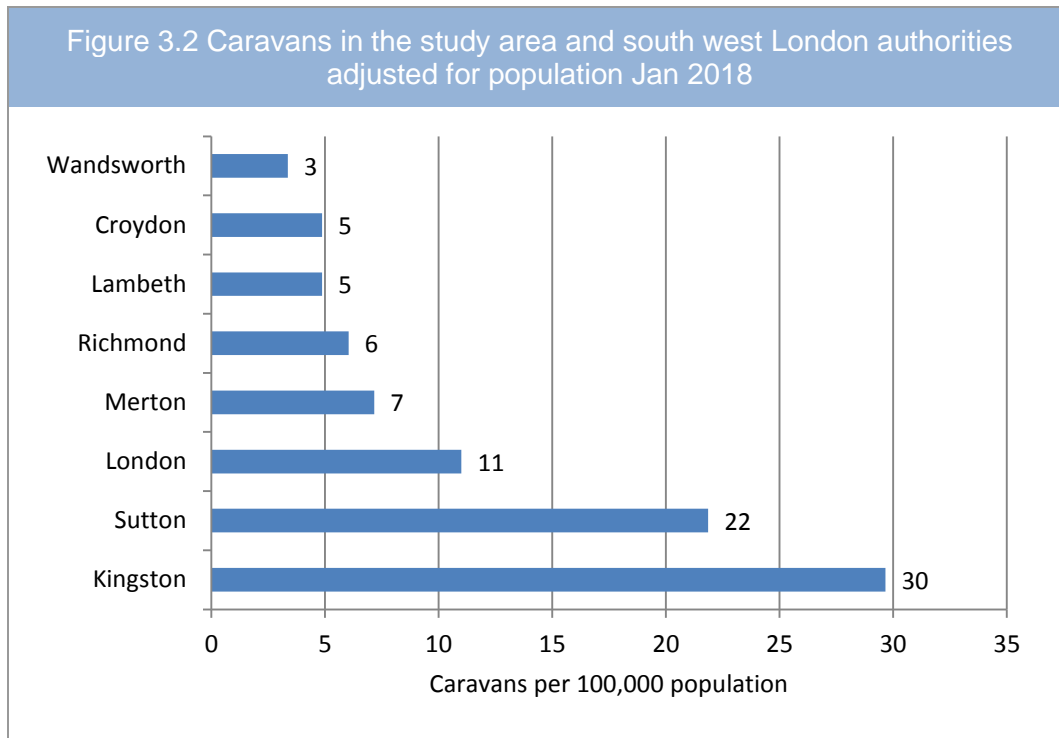 Figure 3.2 Caravans in the study area and south west London authorities
adjusted for population Jan 2018
Wandsworth 3
Croydon 5
Lambeth 5
Richmond 6
Merton 7
London 11
Sutton 22
Kingston 30
0 5 10 15 20 25 30 35
Caravans per 100,000 population